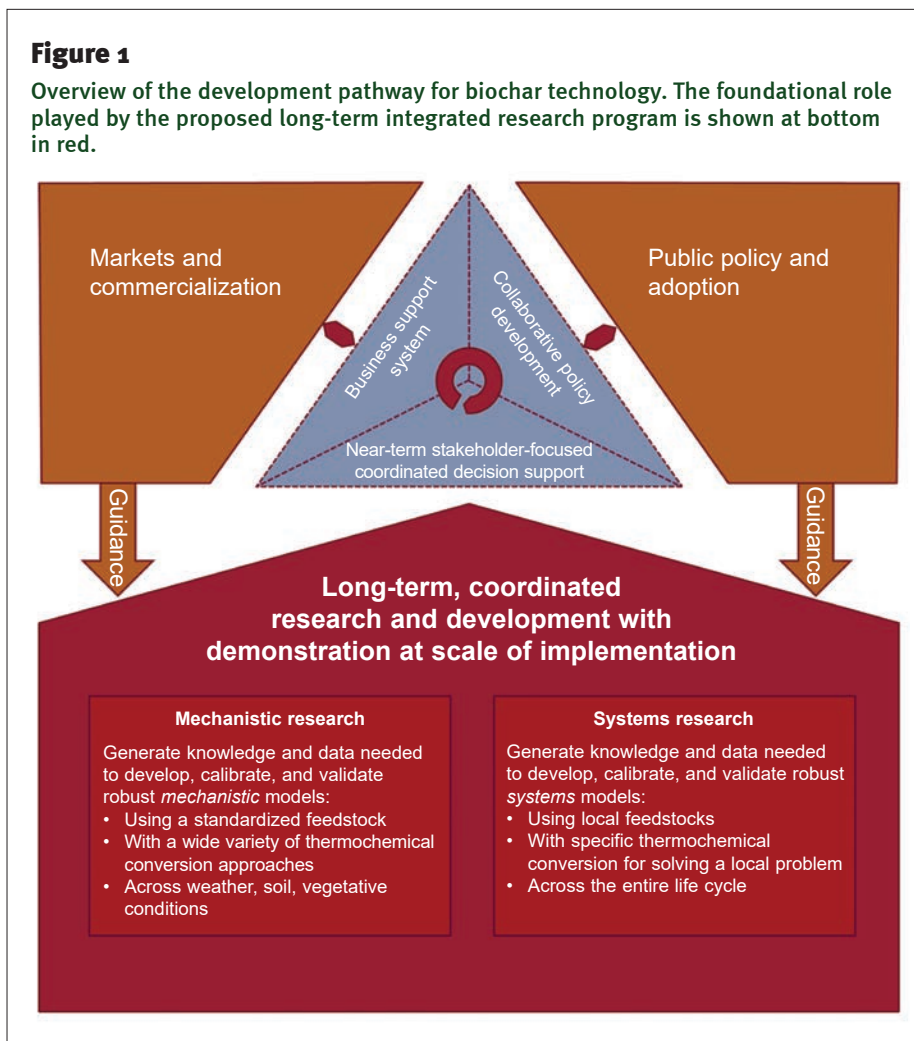 Figure 1
Overview of the development pathway for biochar technology. The foundational role
played by the proposed long-term integrated research program is shown at bottom
in red.
Markets and
commercialization
Business support
system
Collaborative policy
development
Near-term stakeholder-focused
coordinated decision support
Public policy and
adoption
Guidance
Guidance
Long-term, coordinated
research and development with
demonstration at scale of implementation
Mechanistic research
Generate knowledge and data needed
to develop, calibrate, and validate
robust mechanistic models:
• Using a standardized feedstock
• With a wide variety of thermochemical
conversion approaches
• Across weather, soil, vegetative
conditions
Systems research
Generate knowledge and data needed
to develop, calibrate, and validate robust
systems models:
• Using local feedstocks
• With specific thermochemical
conversion for solving a local problem
• Across the entire life cycle